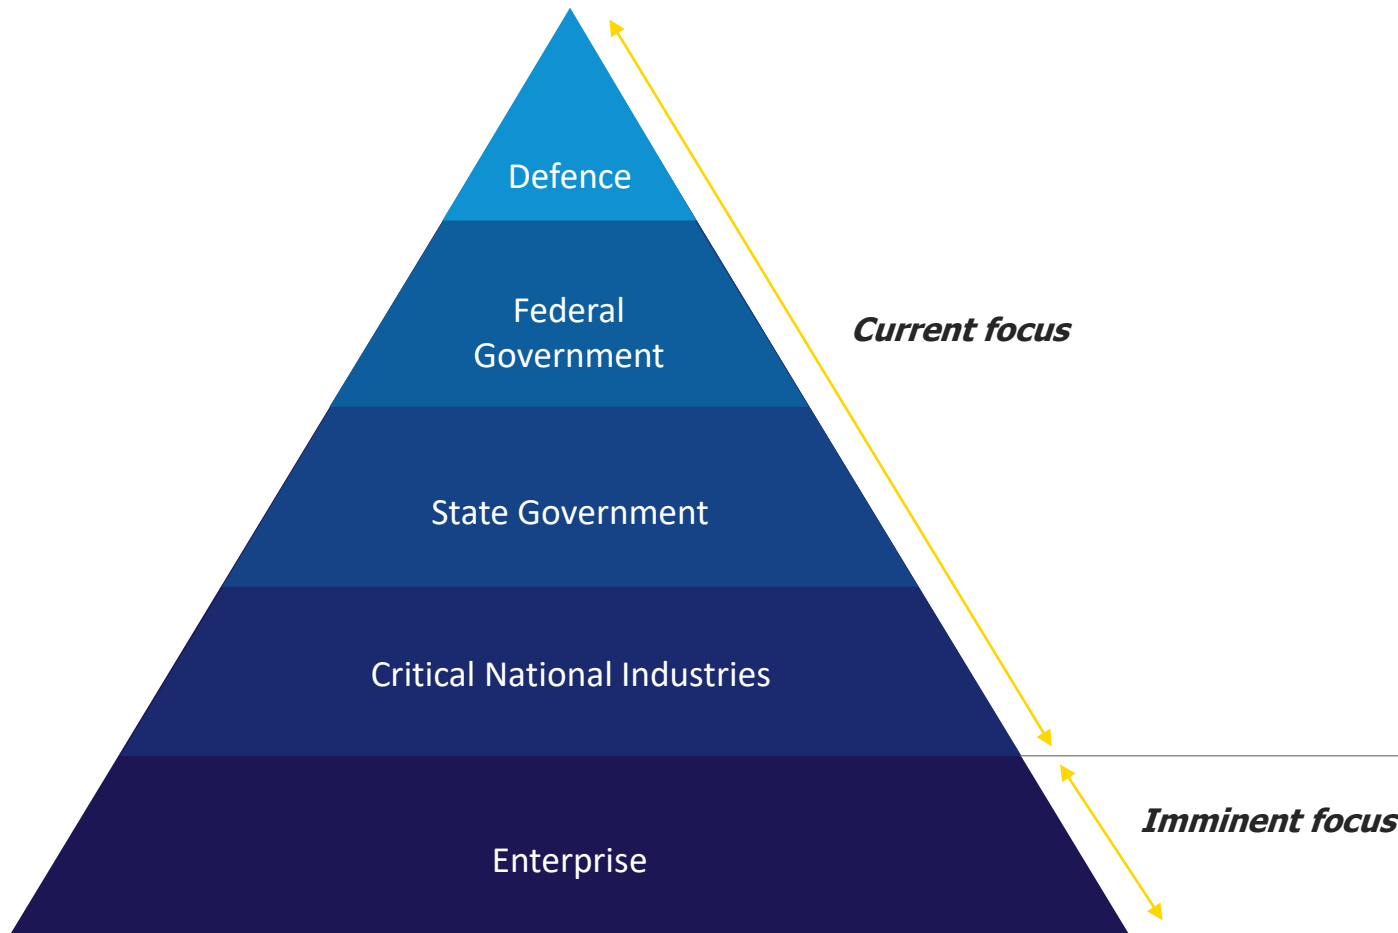 Defence
Federal
Government
Current focus
State Government
Critical National Industries
Imminent focus
Enterprise